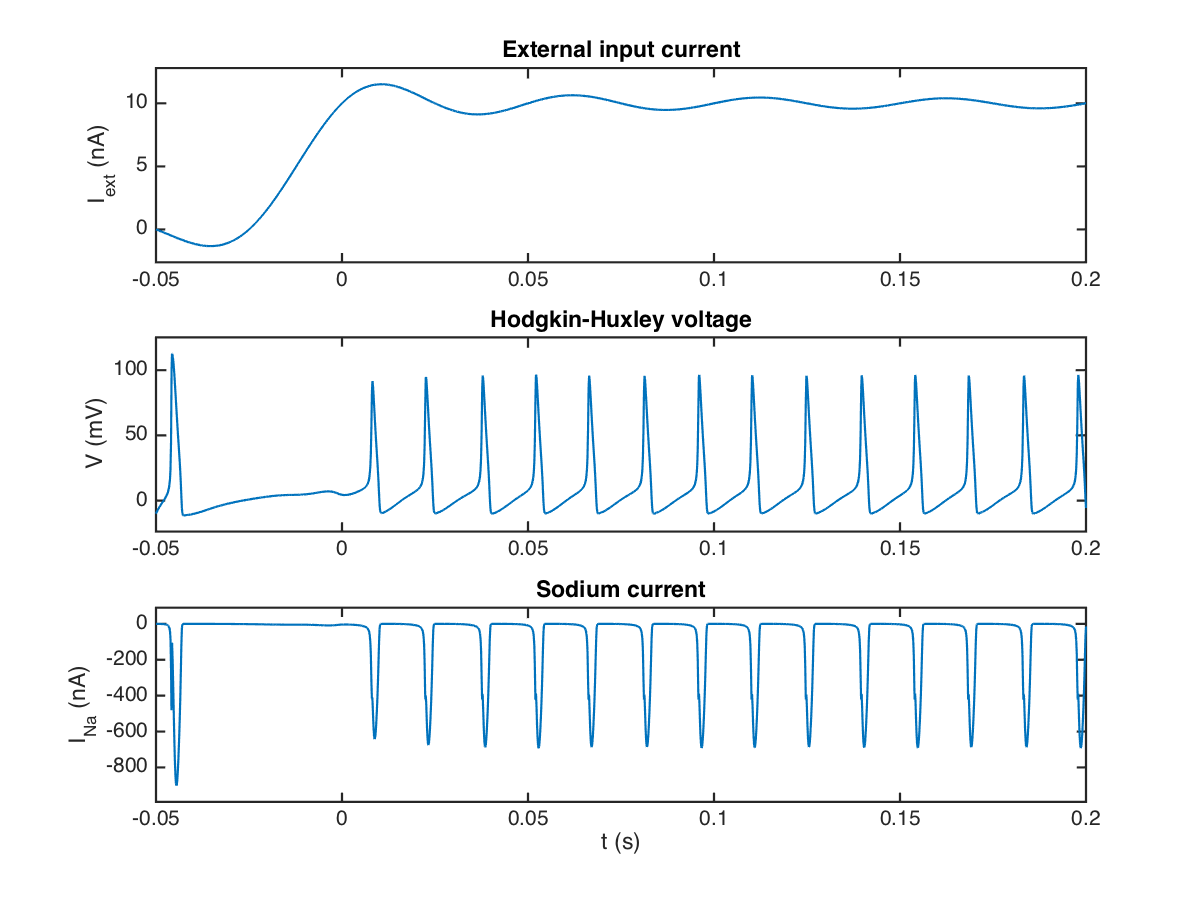 External input current
I_ext (nA)
10
5
0
-0.05 0 0.05 0.1 0.15 0.2
Hodgkin-Huxley voltage
V (mV)
100
50
0
-0.05 0 0.05 0.1 0.15 0.2
Sodium current
I_Na (nA)
0
-200
-400
-600
-800
-0.05 0 0.05 0.1 0.15 0.2
t (s)